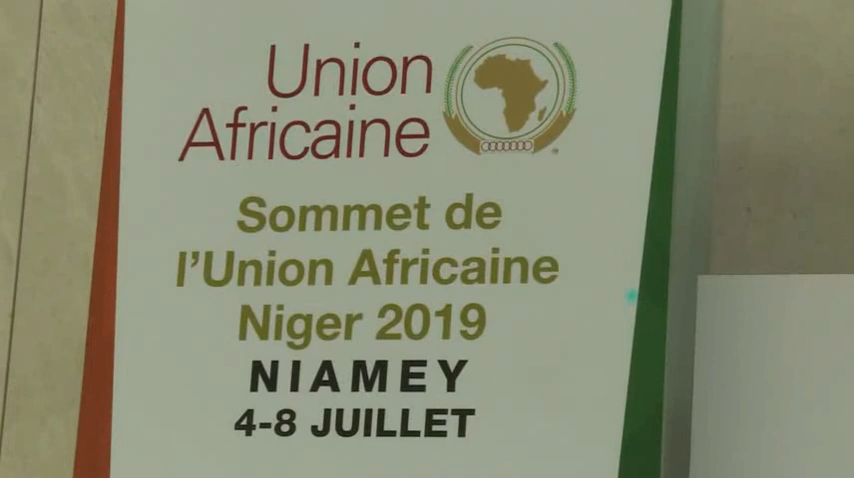 Union
Africaine
Sommet de
l'Union Africaine
Niger 2019
NIAMEY
4-8 JUILLET